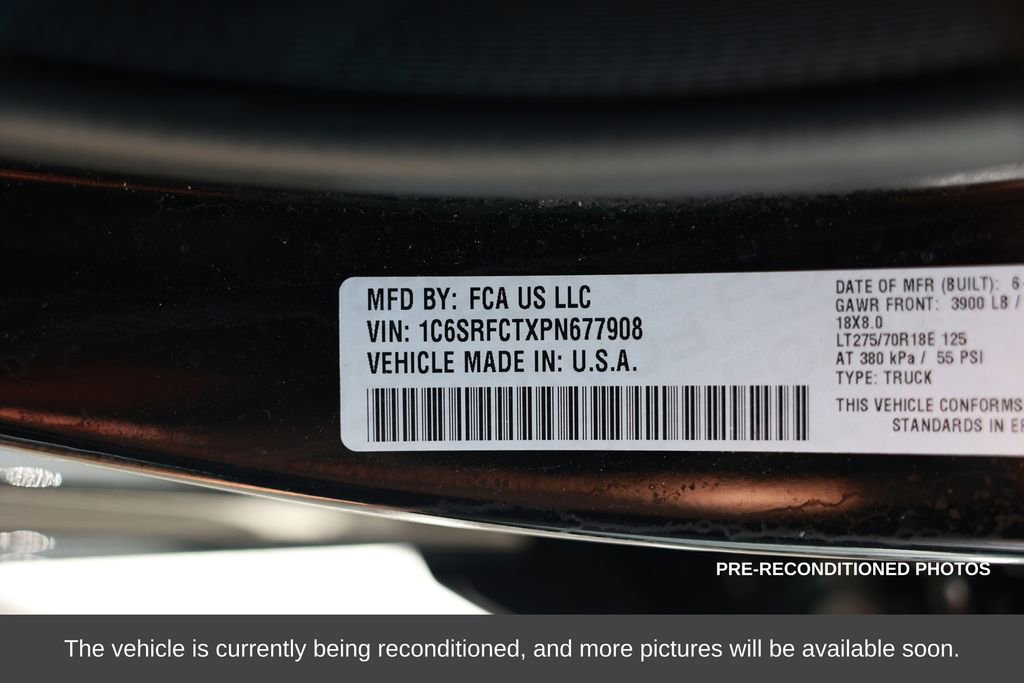 MFD BY: FCA US LLC
VIN: 1C6SRFCTXPN677908
VEHICLE MADE IN: U.S.A.
DATE OF MFR (BUILT): 6
GAWR FRONT: 3900 LB /
18X8.0
LT275/70R18E 125
AT 380 kPa / 55 PSI
TYPE: TRUCK
THIS VEHICLE CONFORMS
STANDARDS IN
PRE-RECONDITIONED PHOTOS
The vehicle is currently being reconditioned, and more pictures will be available soon.